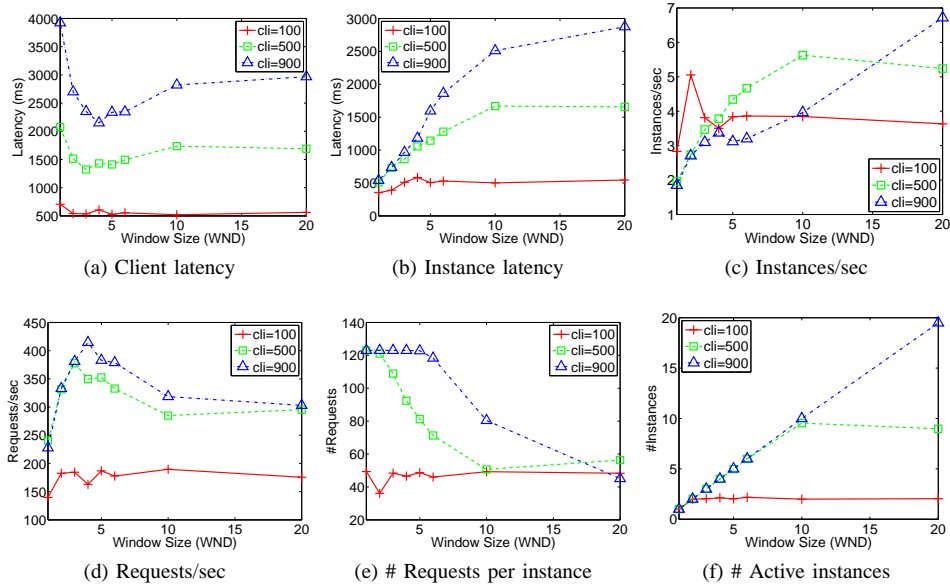 4000
3500
3000
2500
2000
1500
1000
500
Latency (ms)
cli=100
cli=500
cli=900
5
10
15
20
Window Size (WND)
(a) Client latency
3000
2500
2000
1500
1000
500
0
Latency (ms)
cli=100
cli=500
cli=900
5
10
15
20
Window Size (WND)
(b) Instance latency
7
6
5
4
3
2
1
Instances/sec
cli=100
cli=500
cli=900
5
10
15
20
Window Size (WND)
(c) Instances/sec
450
400
350
300
250
200
150
100
Requests/sec
cli=100
cli=500
cli=900
5
10
15
20
Window Size (WND)
(d) Requests/sec
140
120
100
80
60
40
20
#Requests
cli=100
cli=500
cli=900
5
10
15
20
Window Size (WND)
(e) # Requests per instance
20
15
10
5
0
#Instances
cli=100
cli=500
cli=900
5
10
15
20
Window Size (WND)
(f) # Active instances